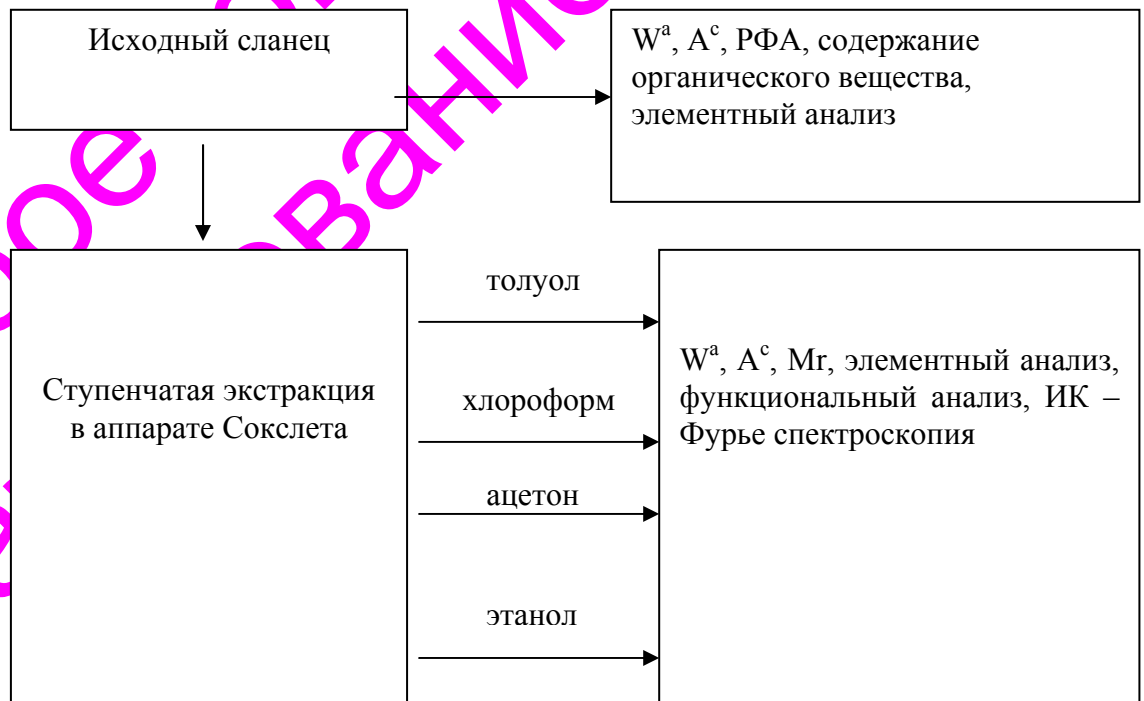 Исходный сланец
Wᵃ, Aᶜ, РФА, содержание
органического вещества,
элементный анализ
Ступенчатая экстракция
в аппарате Сокслета
толуол
хлороформ
ацетон
этанол
Wᵃ, Aᶜ, Mr, элементный анализ,
функциональный анализ, ИК –
Фурье спектроскопия